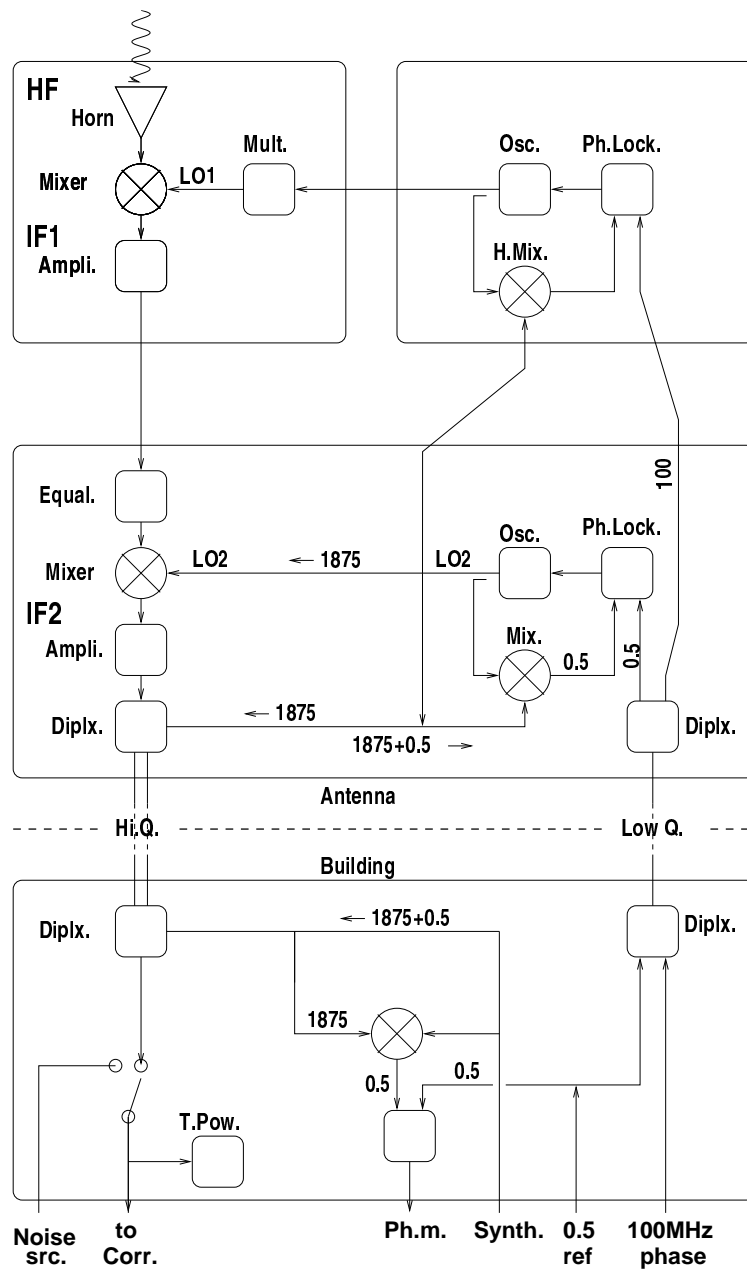 HF
Horn
Mult.
Osc.
Ph.Lock.
Mixer
LO1
IF1
Ampli.
H.Mix.
100
Equal.
Osc.
Ph.Lock.
Mixer
LO2
1875
LO2
IF2
Ampli.
Mix.
0.5
0.5
Diplx.
1875
1875+0.5
Diplx.
Antenna
Hi.Q.
Low Q.
Building
Diplx.
1875+0.5
Diplx.
1875
0.5
0.5
T.Pow.
Noise
src.
to
Corr.
Ph.m.
Synth.
0.5
ref
100MHz
phase